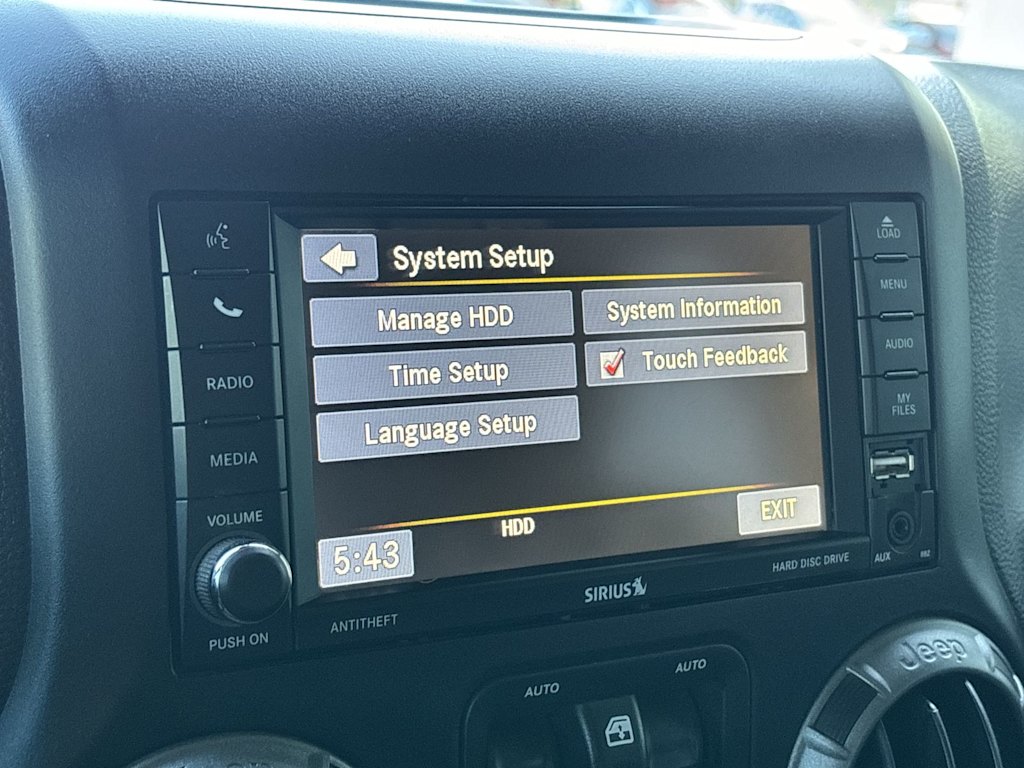 System Setup
Manage HDD
System Information
Time Setup
Touch Feedback
Language Setup
HDD
EXIT
5:43
RADIO
MEDIA
VOLUME
PUSH ON
LOAD
MENU
AUDIO
MY
FILES
AUX
ANTITHEFT
SIRIUS
HARD DISC DRIVE
AUTO
AUTO
Jeep